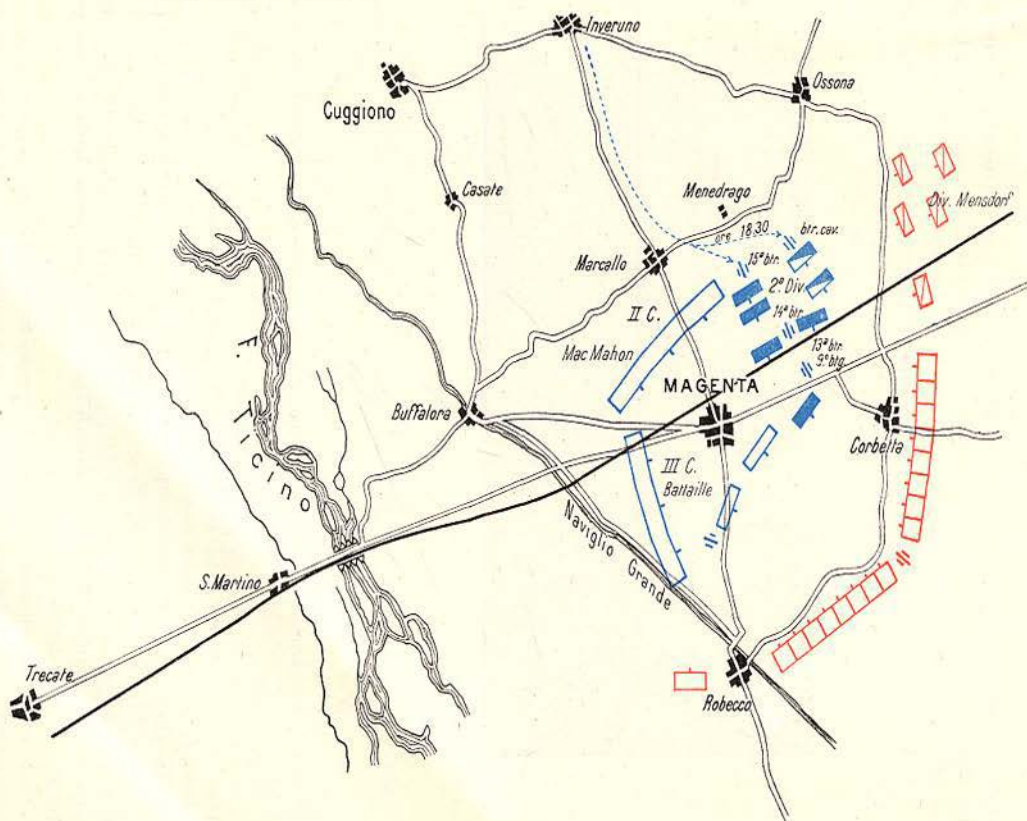 Inveruno
Cuggiono
Ossona
Casate
Menedrago
Div. Mensdorf
ore 18.30
btr. cav.
Marcallo
15ª btr.
2ª Div.
II C.
14ª btr.
Mac Mahon
13ª btr.
9º btg.
MAGENTA
Buffalora
F. Ticino
III C.
Battaille
Corbetta
Naviglio Grande
S. Martino
Trecate
Robecco